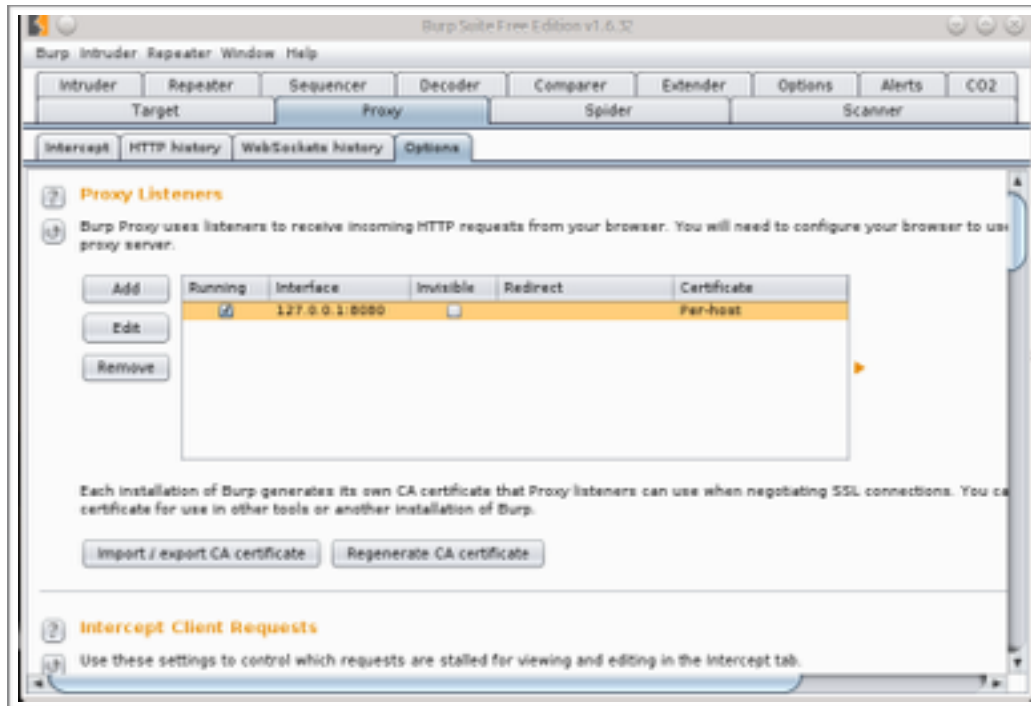 Burp Suite Free Edition v1.6.32
Burp Intruder Repeater Window Help
Intruder Repeater Sequencer Decoder Comparer Extender Options Alerts CO2
Target Proxy Spider Scanner
Intercept HTTP history WebSockets history Options
? Proxy Listeners
Burp Proxy uses listeners to receive incoming HTTP requests from your browser. You will need to configure your browser to use
proxy server.
Add Running Interface Invisible Redirect Certificate
127.0.0.1:8080 Per-host
Edit
Remove
Each installation of Burp generates its own CA certificate that Proxy listeners can use when negotiating SSL connections. You ca
certificate for use in other tools or another installation of Burp.
Import / export CA certificate Regenerate CA certificate
? Intercept Client Requests
Use these settings to control which requests are stalled for viewing and editing in the Intercept tab.